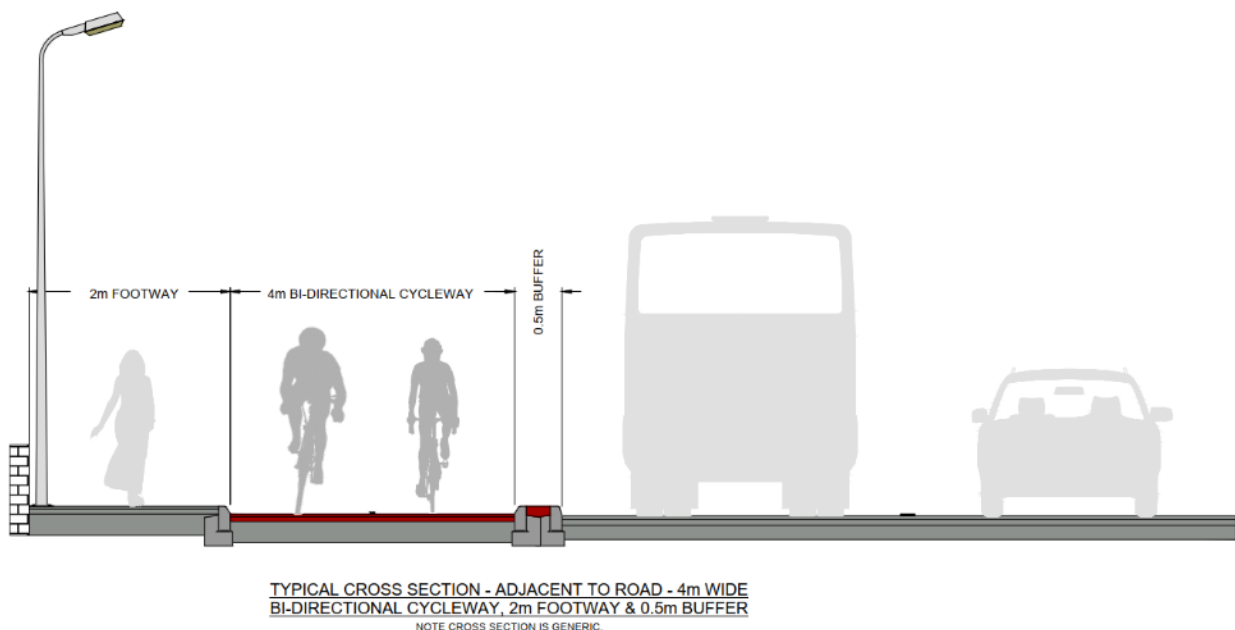 2m FOOTWAY
4m BI-DIRECTIONAL CYCLEWAY
0.5m BUFFER
TYPICAL CROSS SECTION - ADJACENT TO ROAD - 4m WIDE
BI-DIRECTIONAL CYCLEWAY, 2m FOOTWAY & 0.5m BUFFER
NOTE CROSS SECTION IS GENERIC.